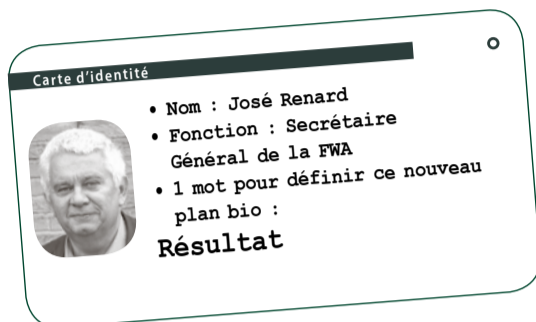 Carte d'identité
• Nom : José Renard
• Fonction : Secrétaire
Général de la FWA
• 1 mot pour définir ce nouveau
plan bio :
Résultat